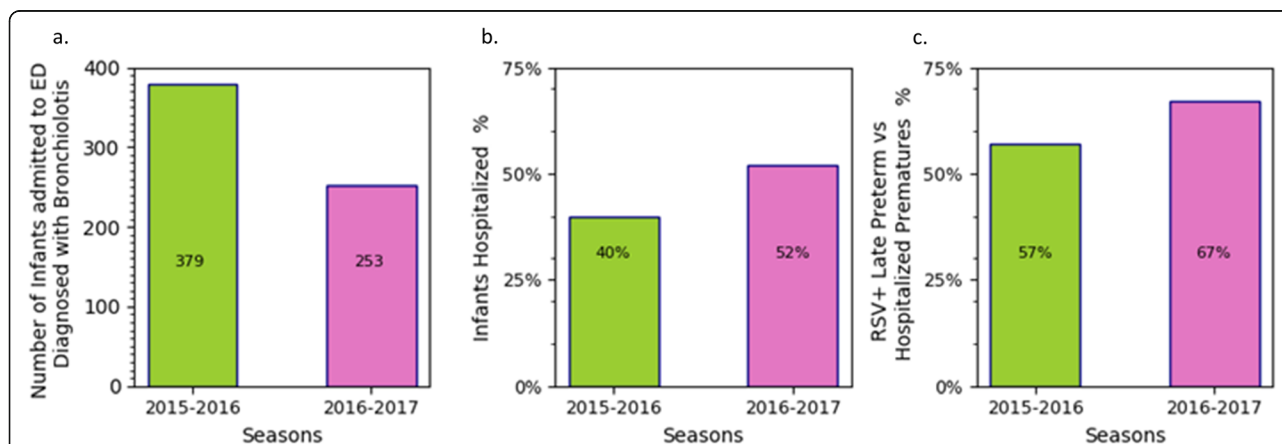 a.
Number of Infants admitted to ED
Diagnosed with Bronchiolotis
400
300
200
100
0
379
253
2015-2016
2016-2017
Seasons
b.
Infants Hospitalized %
75%
50%
25%
0%
40%
52%
2015-2016
2016-2017
Seasons
c.
RSV+ Late Preterm vs
Hospitalized Prematures %
75%
50%
25%
0%
57%
67%
2015-2016
2016-2017
Seasons